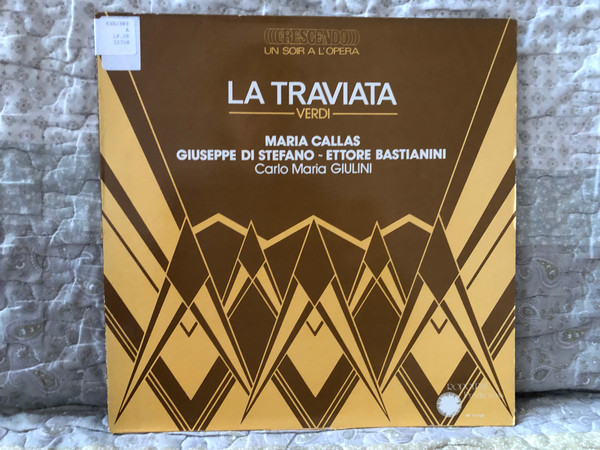 CRESCENDO
UN SOIR A L'OPERA
LA TRAVIATA
VERDI
MARIA CALLAS
GIUSEPPE DI STEFANO - ETTORE BASTIANINI
Carlo Maria GIULINI